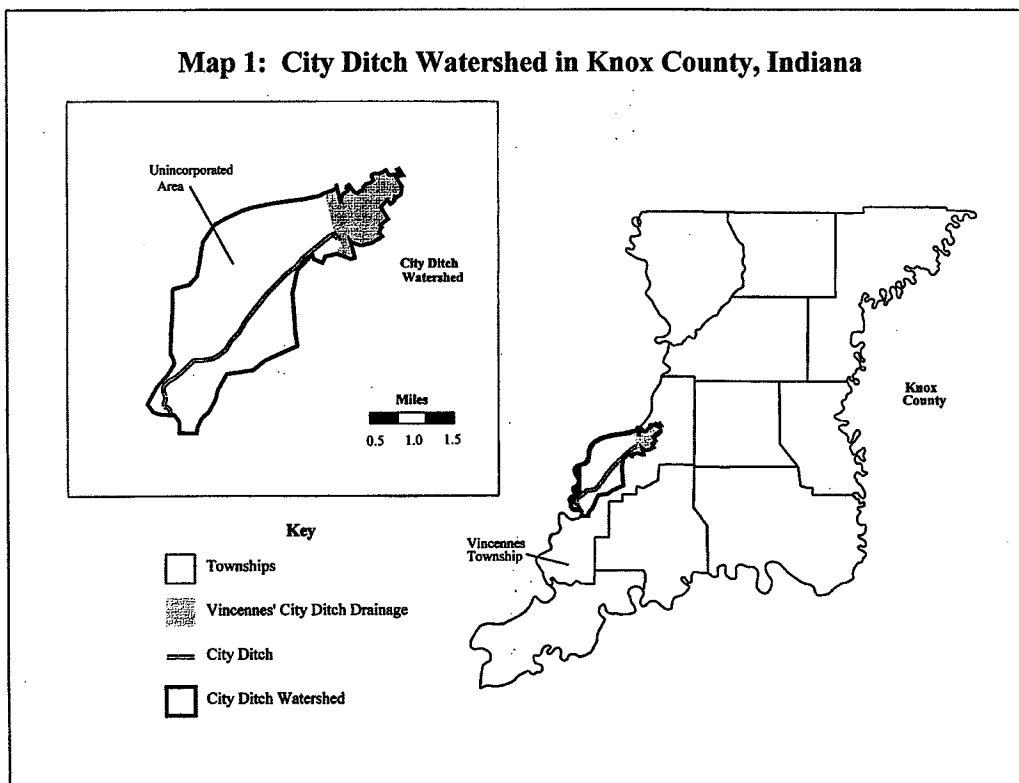 Map 1: City Ditch Watershed in Knox County, Indiana
Unincorporated
Area
City Ditch
Watershed
Miles
0.5 1.0 1.5
Knox
County
Vincennes
Township
Key
Townships
Vincennes' City Ditch Drainage
City Ditch
City Ditch Watershed